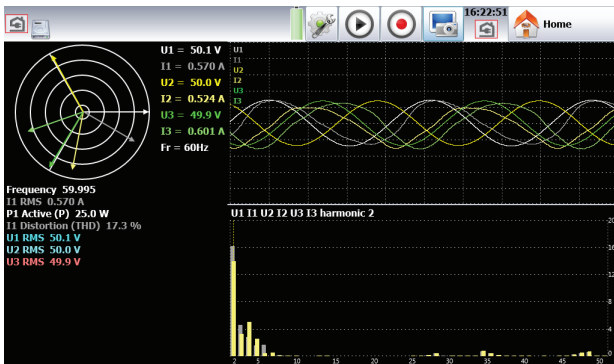 16:22:51
Home
U1 = 50.1 V
I1 = 0.570 A
U2 = 50.0 V
I2 = 0.524 A
U3 = 49.9 V
I3 = 0.601 A
Fr = 60Hz
U1
I1
U2
I2
U3
I3
Frequency 59.995
I1 RMS 0.570 A
P1 Active (P) 25.0 W
I1 Distortion (THD) 17.3 %
U1 RMS 50.1 V
U2 RMS 50.0 V
U3 RMS 49.9 V
U1 I1 U2 I2 U3 I3 harmonic 2
20
16
12
8
4
0
2 5 10 15 20 25 30 35 40 45 50